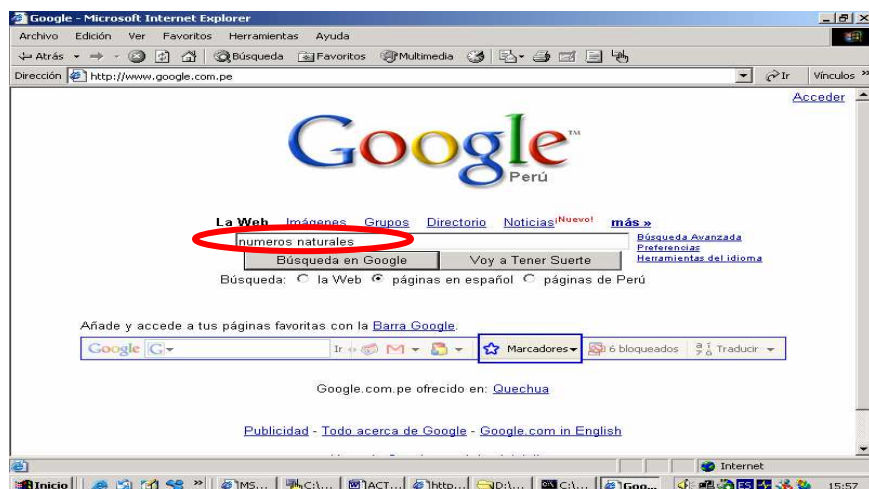 Google - Microsoft Internet Explorer
Archivo Edición Ver Favoritos Herramientas Ayuda
Atrás Búsqueda Favoritos Multimedia
Dirección http://www.google.com.pe Ir Vínculos »
Acceder
Google™
Perú
La Web Imágenes Grupos Directorio Noticias ¡Nuevo! más »
numeros naturales Búsqueda Avanzada
Preferencias
Búsqueda en Google Voy a Tener Suerte Herramientas del idioma
Búsqueda: la Web páginas en español páginas de Perú
Añade y accede a tus páginas favoritas con la Barra Google.
Google G Ir Marcadores 6 bloqueados Traducir
Google.com.pe ofrecido en: Quechua
Publicidad - Todo acerca de Google - Google.com in English
Internet
Inicio » MS... C:\... ACT... http... D:\... C:\... Goo... ES 15:57